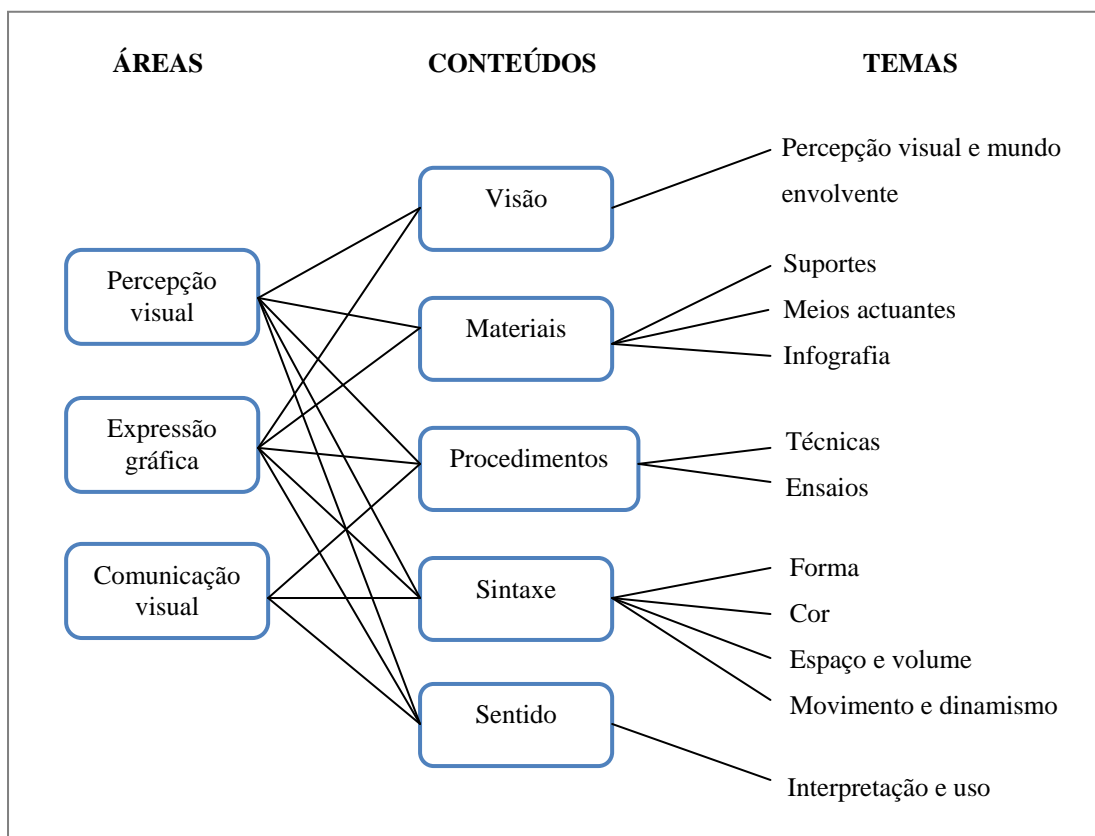 ÁREAS
CONTEÚDOS
TEMAS
Percepção
visual
Expressão
gráfica
Comunicação
visual
Visão
Materiais
Procedimentos
Sintaxe
Sentido
Percepção visual e mundo
envolvente
Suportes
Meios actuantes
Infografia
Técnicas
Ensaios
Forma
Cor
Espaço e volume
Movimento e dinamismo
Interpretação e uso